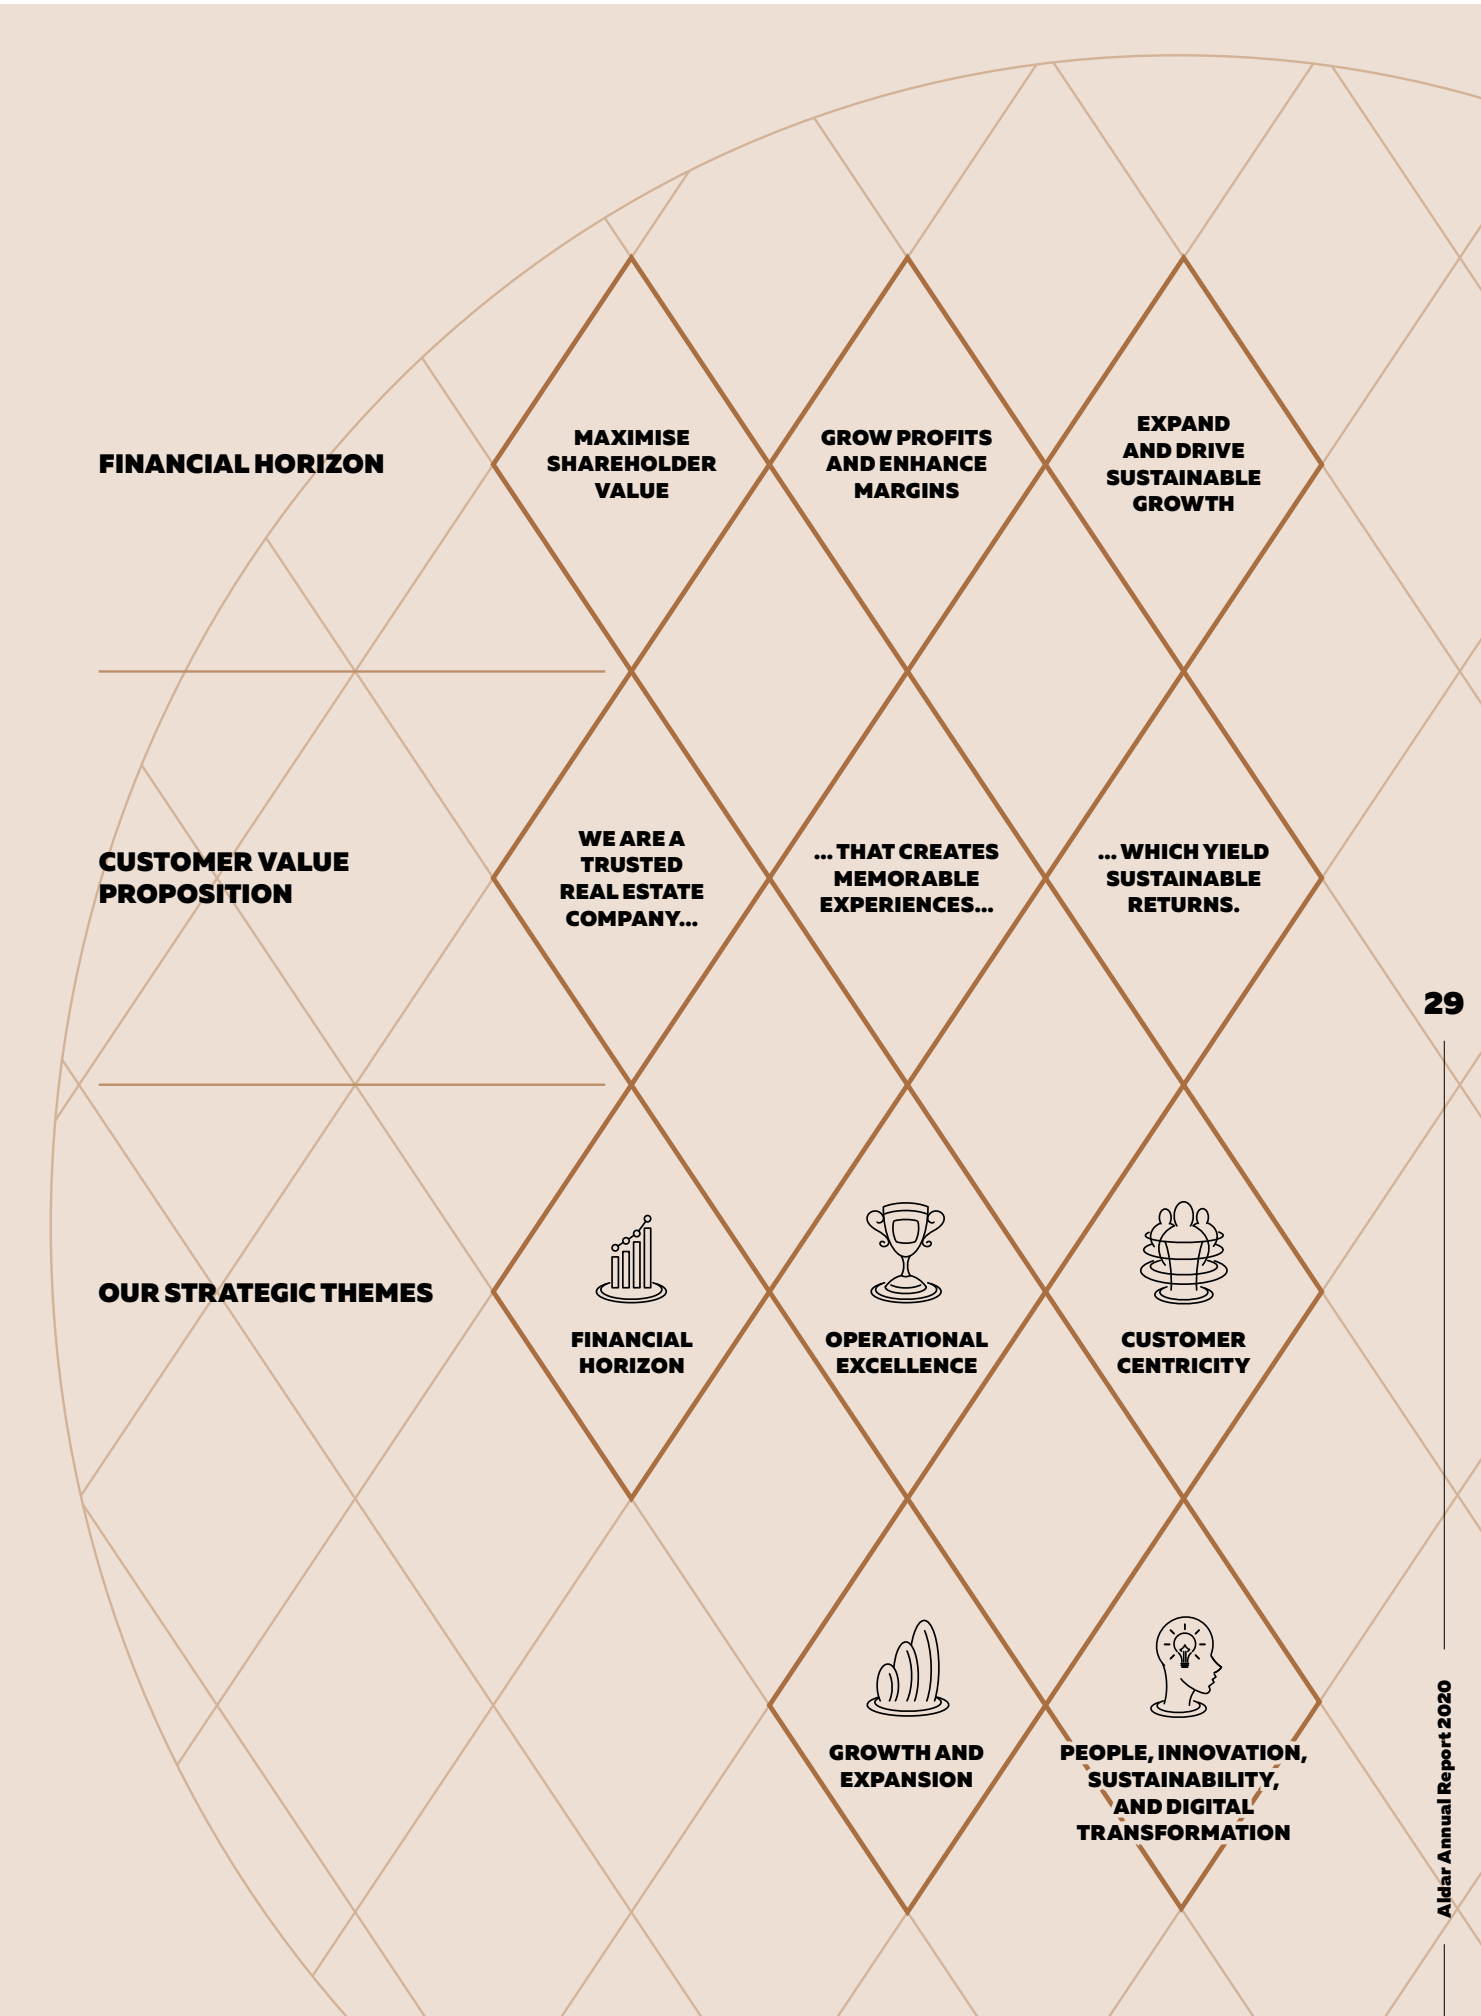 FINANCIAL HORIZON
MAXIMISE
SHAREHOLDER
VALUE
GROW PROFITS
AND ENHANCE
MARGINS
EXPAND
AND DRIVE
SUSTAINABLE
GROWTH
CUSTOMER VALUE
PROPOSITION
WE ARE A
TRUSTED
REAL ESTATE
COMPANY...
... THAT CREATES
MEMORABLE
EXPERIENCES...
... WHICH YIELD
SUSTAINABLE
RETURNS.
29
OUR STRATEGIC THEMES
FINANCIAL
HORIZON
OPERATIONAL
EXCELLENCE
CUSTOMER
CENTRICITY
GROWTH AND
EXPANSION
PEOPLE, INNOVATION,
SUSTAINABILITY,
AND DIGITAL
TRANSFORMATION
Aldar Annual Report 2020